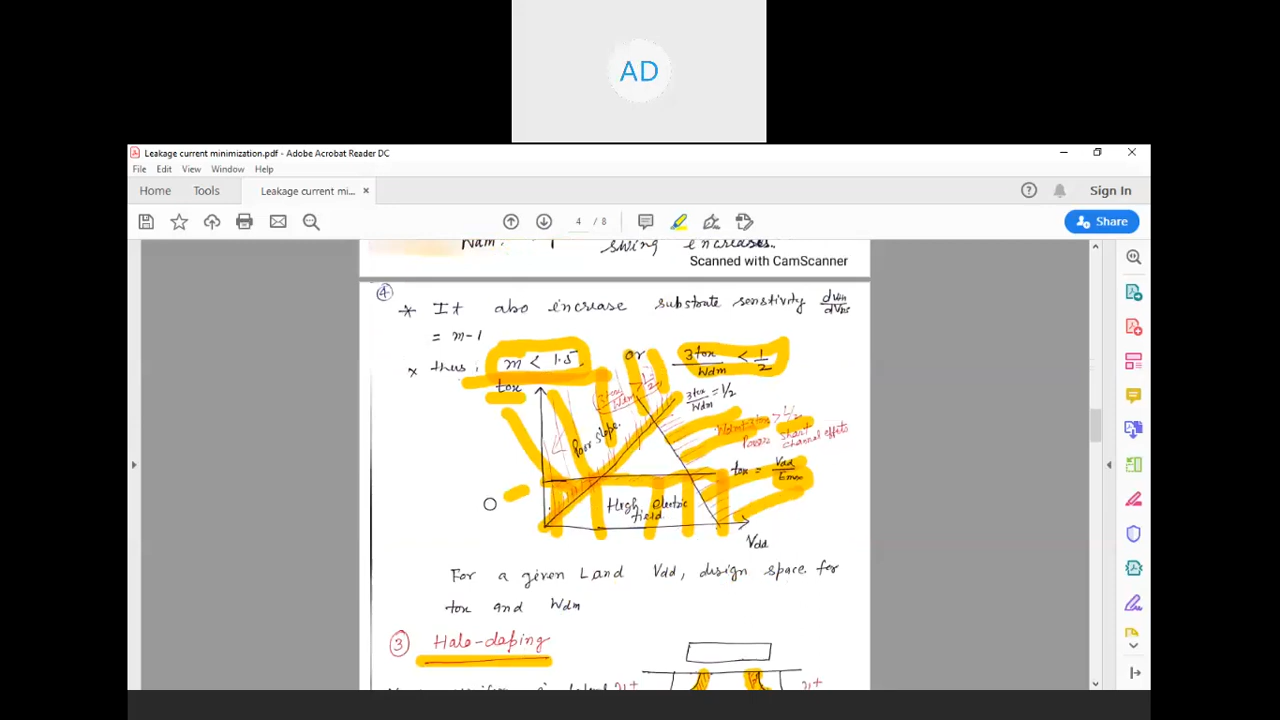 AD
Leakage current minimization.pdf - Adobe Acrobat Reader DC
File Edit View Window Help
Home Tools Leakage current mi... × Sign In
4 / 8 Share
swing increases.
Scanned with CamScanner
④
* It also increase substrate senstivity
= m-1
* thus, m < 1.5 or 3tox/Wdm < 1/2
tox
3tox/Wdm = 1/2
Poor slope.
short
channel effects
tox = Vdd/Emax
High electric
field.
Vdd
For a given L and Vdd, design space for
tox and Wdm
③ Halo-doping
n+ n+